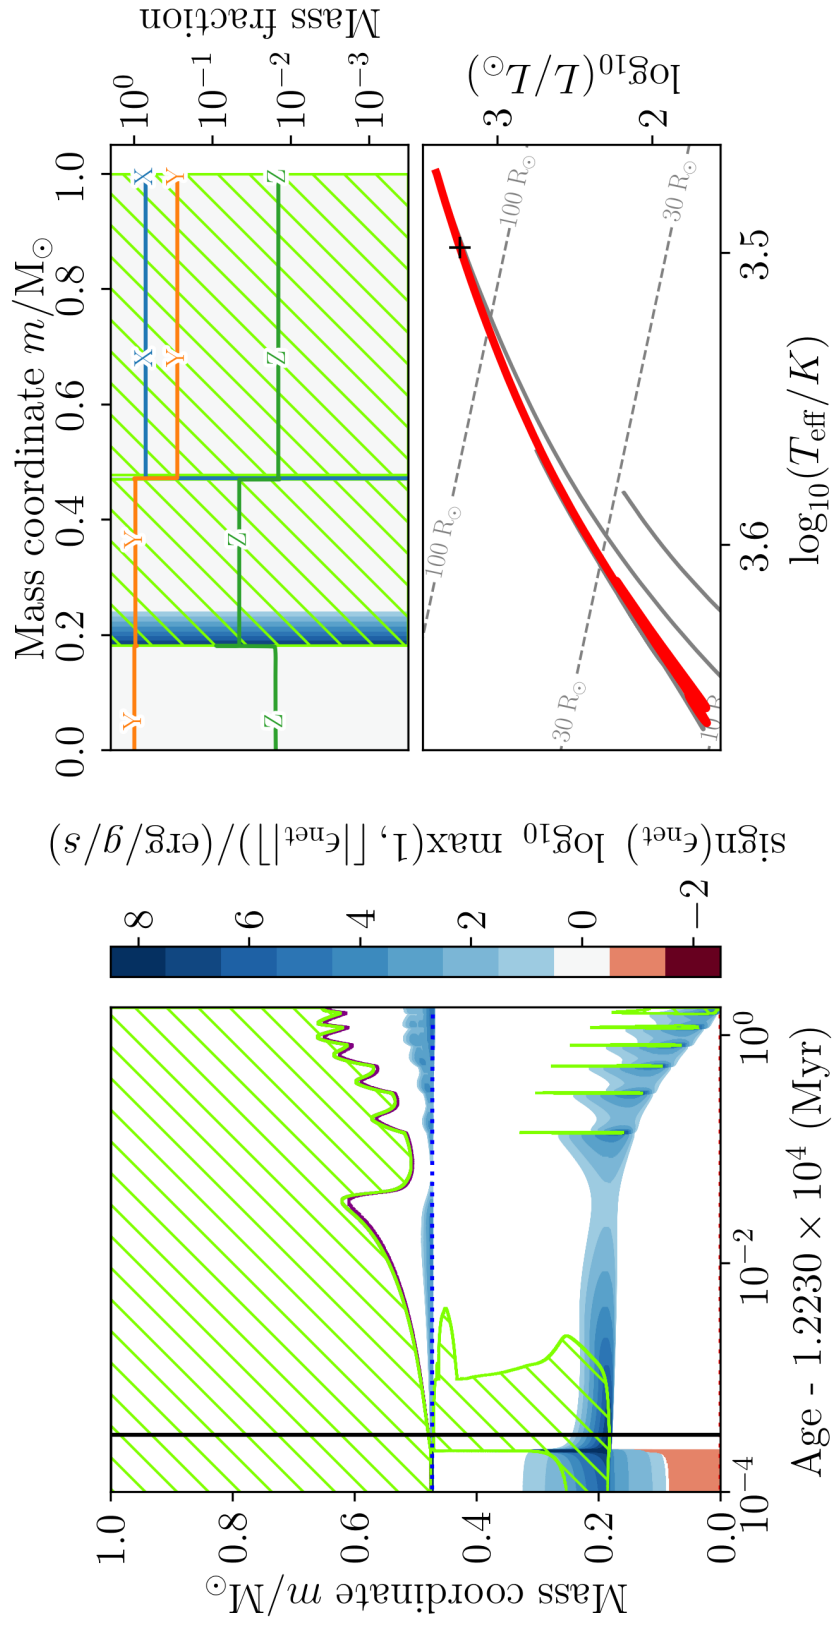 Mass coordinate m/M⊙
1.0
0.8
0.6
0.4
0.2
0.0
10⁻⁴
10⁻²
10⁰
Age - 1.2230 × 10⁴ (Myr)
8
6
4
2
0
−2
sign(ϵnet) log₁₀ max(1, ⌈|ϵnet|⌉)/(erg/g/s)
Mass coordinate m/M⊙
0.0
0.2
0.4
0.6
0.8
1.0
Y
Y
X
X
Y
Y
Z
Z
Z
Z
10⁰
10⁻¹
10⁻²
10⁻³
Mass fraction
100 R⊙
100 R⊙
30 R⊙
30 R⊙
10 R
3
2
log₁₀(L/L⊙)
3.6
3.5
log₁₀(Teff/K)